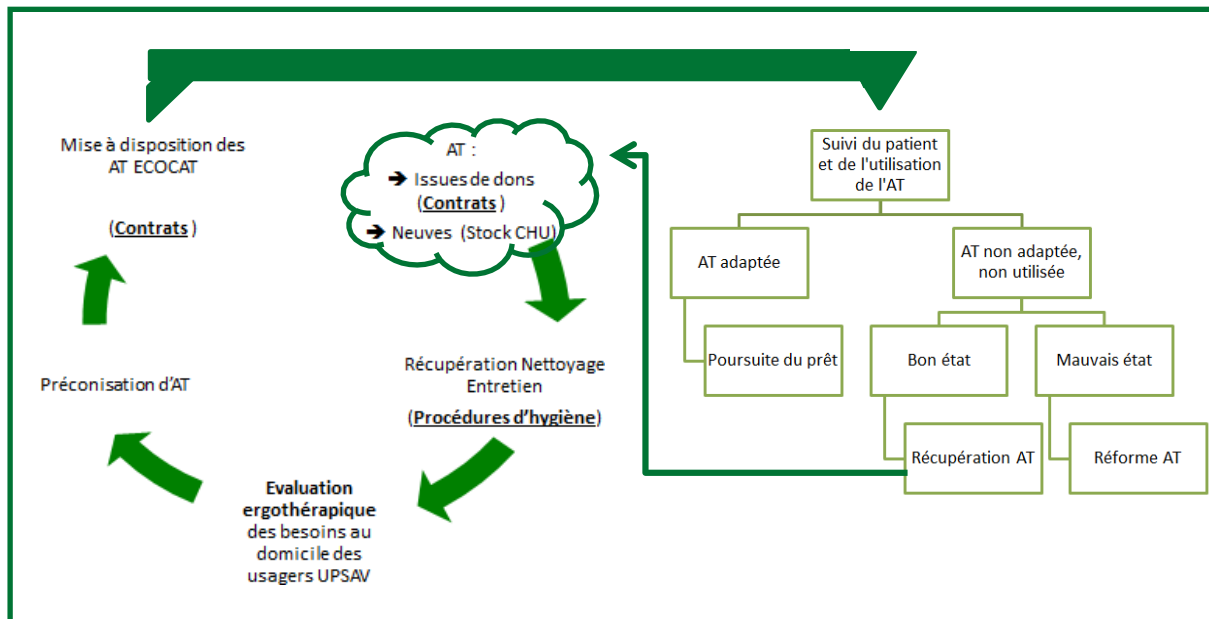 Mise à disposition des
AT ECOCAT
(Contrats )
AT :
➔ Issues de dons
(Contrats )
➔ Neuves (Stock CHU)
Récupération Nettoyage
Entretien
(Procédures d’hygiène)
Evaluation
ergothérapique
des besoins au
domicile des
usagers UPSAV
Préconisation d’AT
Suivi du patient
et de l'utilisation
de l'AT
AT adaptée
AT non adaptée,
non utilisée
Poursuite du prêt
Bon état
Mauvais état
Récupération AT
Réforme AT